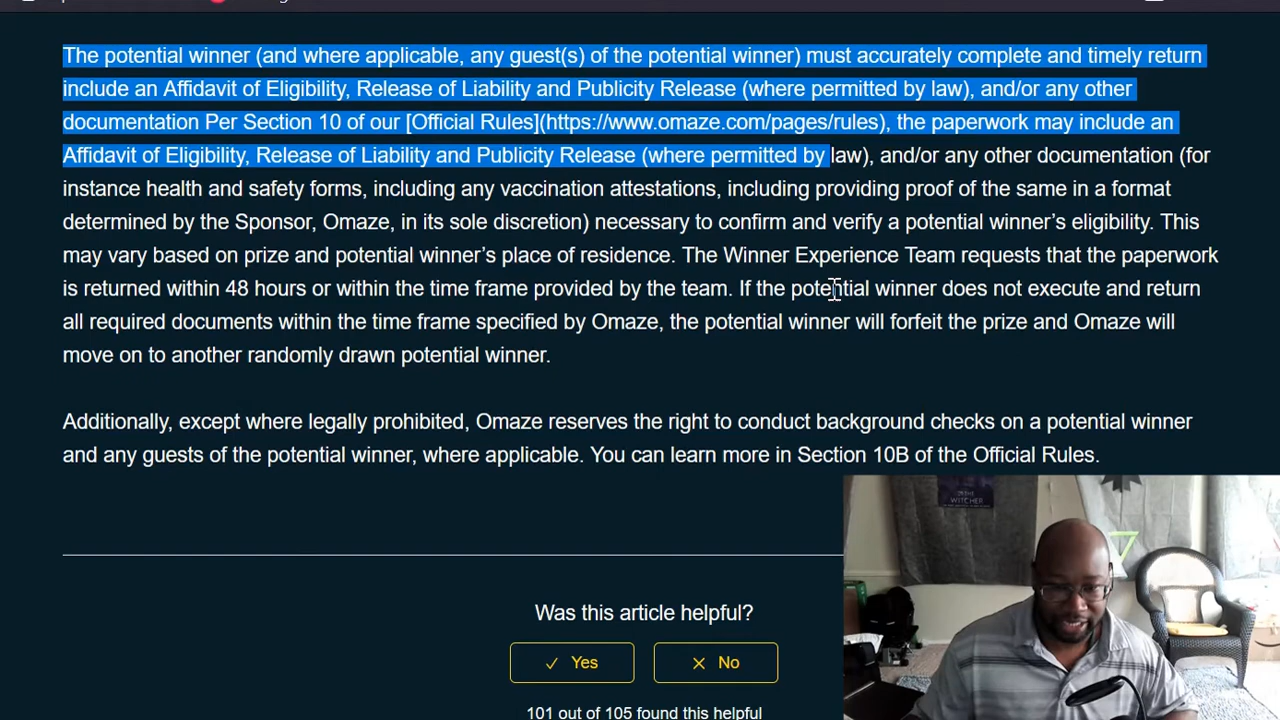 The potential winner (and where applicable, any guest(s) of the potential winner) must accurately complete and timely return
include an Affidavit of Eligibility, Release of Liability and Publicity Release (where permitted by law), and/or any other
documentation Per Section 10 of our [Official Rules](https://www.omaze.com/pages/rules), the paperwork may include an
Affidavit of Eligibility, Release of Liability and Publicity Release (where permitted by law), and/or any other documentation (for
instance health and safety forms, including any vaccination attestations, including providing proof of the same in a format
determined by the Sponsor, Omaze, in its sole discretion) necessary to confirm and verify a potential winner’s eligibility. This
may vary based on prize and potential winner’s place of residence. The Winner Experience Team requests that the paperwork
is returned within 48 hours or within the time frame provided by the team. If the potential winner does not execute and return
all required documents within the time frame specified by Omaze, the potential winner will forfeit the prize and Omaze will
move on to another randomly drawn potential winner.
Additionally, except where legally prohibited, Omaze reserves the right to conduct background checks on a potential winner
and any guests of the potential winner, where applicable. You can learn more in Section 10B of the Official Rules.
WITCHER
Was this article helpful?
Yes
No
101 out of 105 found this helpful